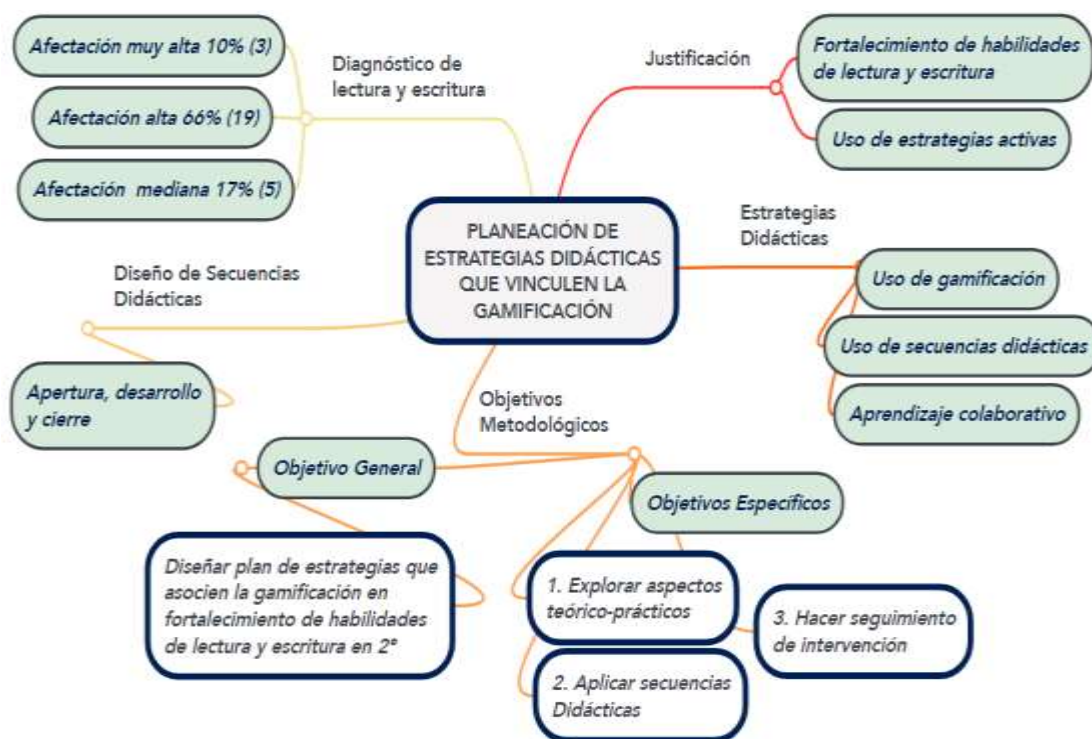 Afectación muy alta 10% (3)
Afectación alta 66% (19)
Afectación mediana 17% (5)
Diagnóstico de
lectura y escritura
Justificación
Fortalecimiento de habilidades
de lectura y escritura
Uso de estrategias activas
PLANEACIÓN DE
ESTRATEGIAS DIDÁCTICAS
QUE VINCULEN LA
GAMIFICACIÓN
Estrategias
Didácticas
Uso de gamificación
Uso de secuencias didácticas
Aprendizaje colaborativo
Diseño de Secuencias
Didácticas
Apertura, desarrollo
y cierre
Objetivos
Metodológicos
Objetivo General
Diseñar plan de estrategias que
asocien la gamificación en
fortalecimiento de habilidades
de lectura y escritura en 2°
Objetivos Específicos
1. Explorar aspectos
teórico-prácticos
2. Aplicar secuencias
Didácticas
3. Hacer seguimiento
de intervención